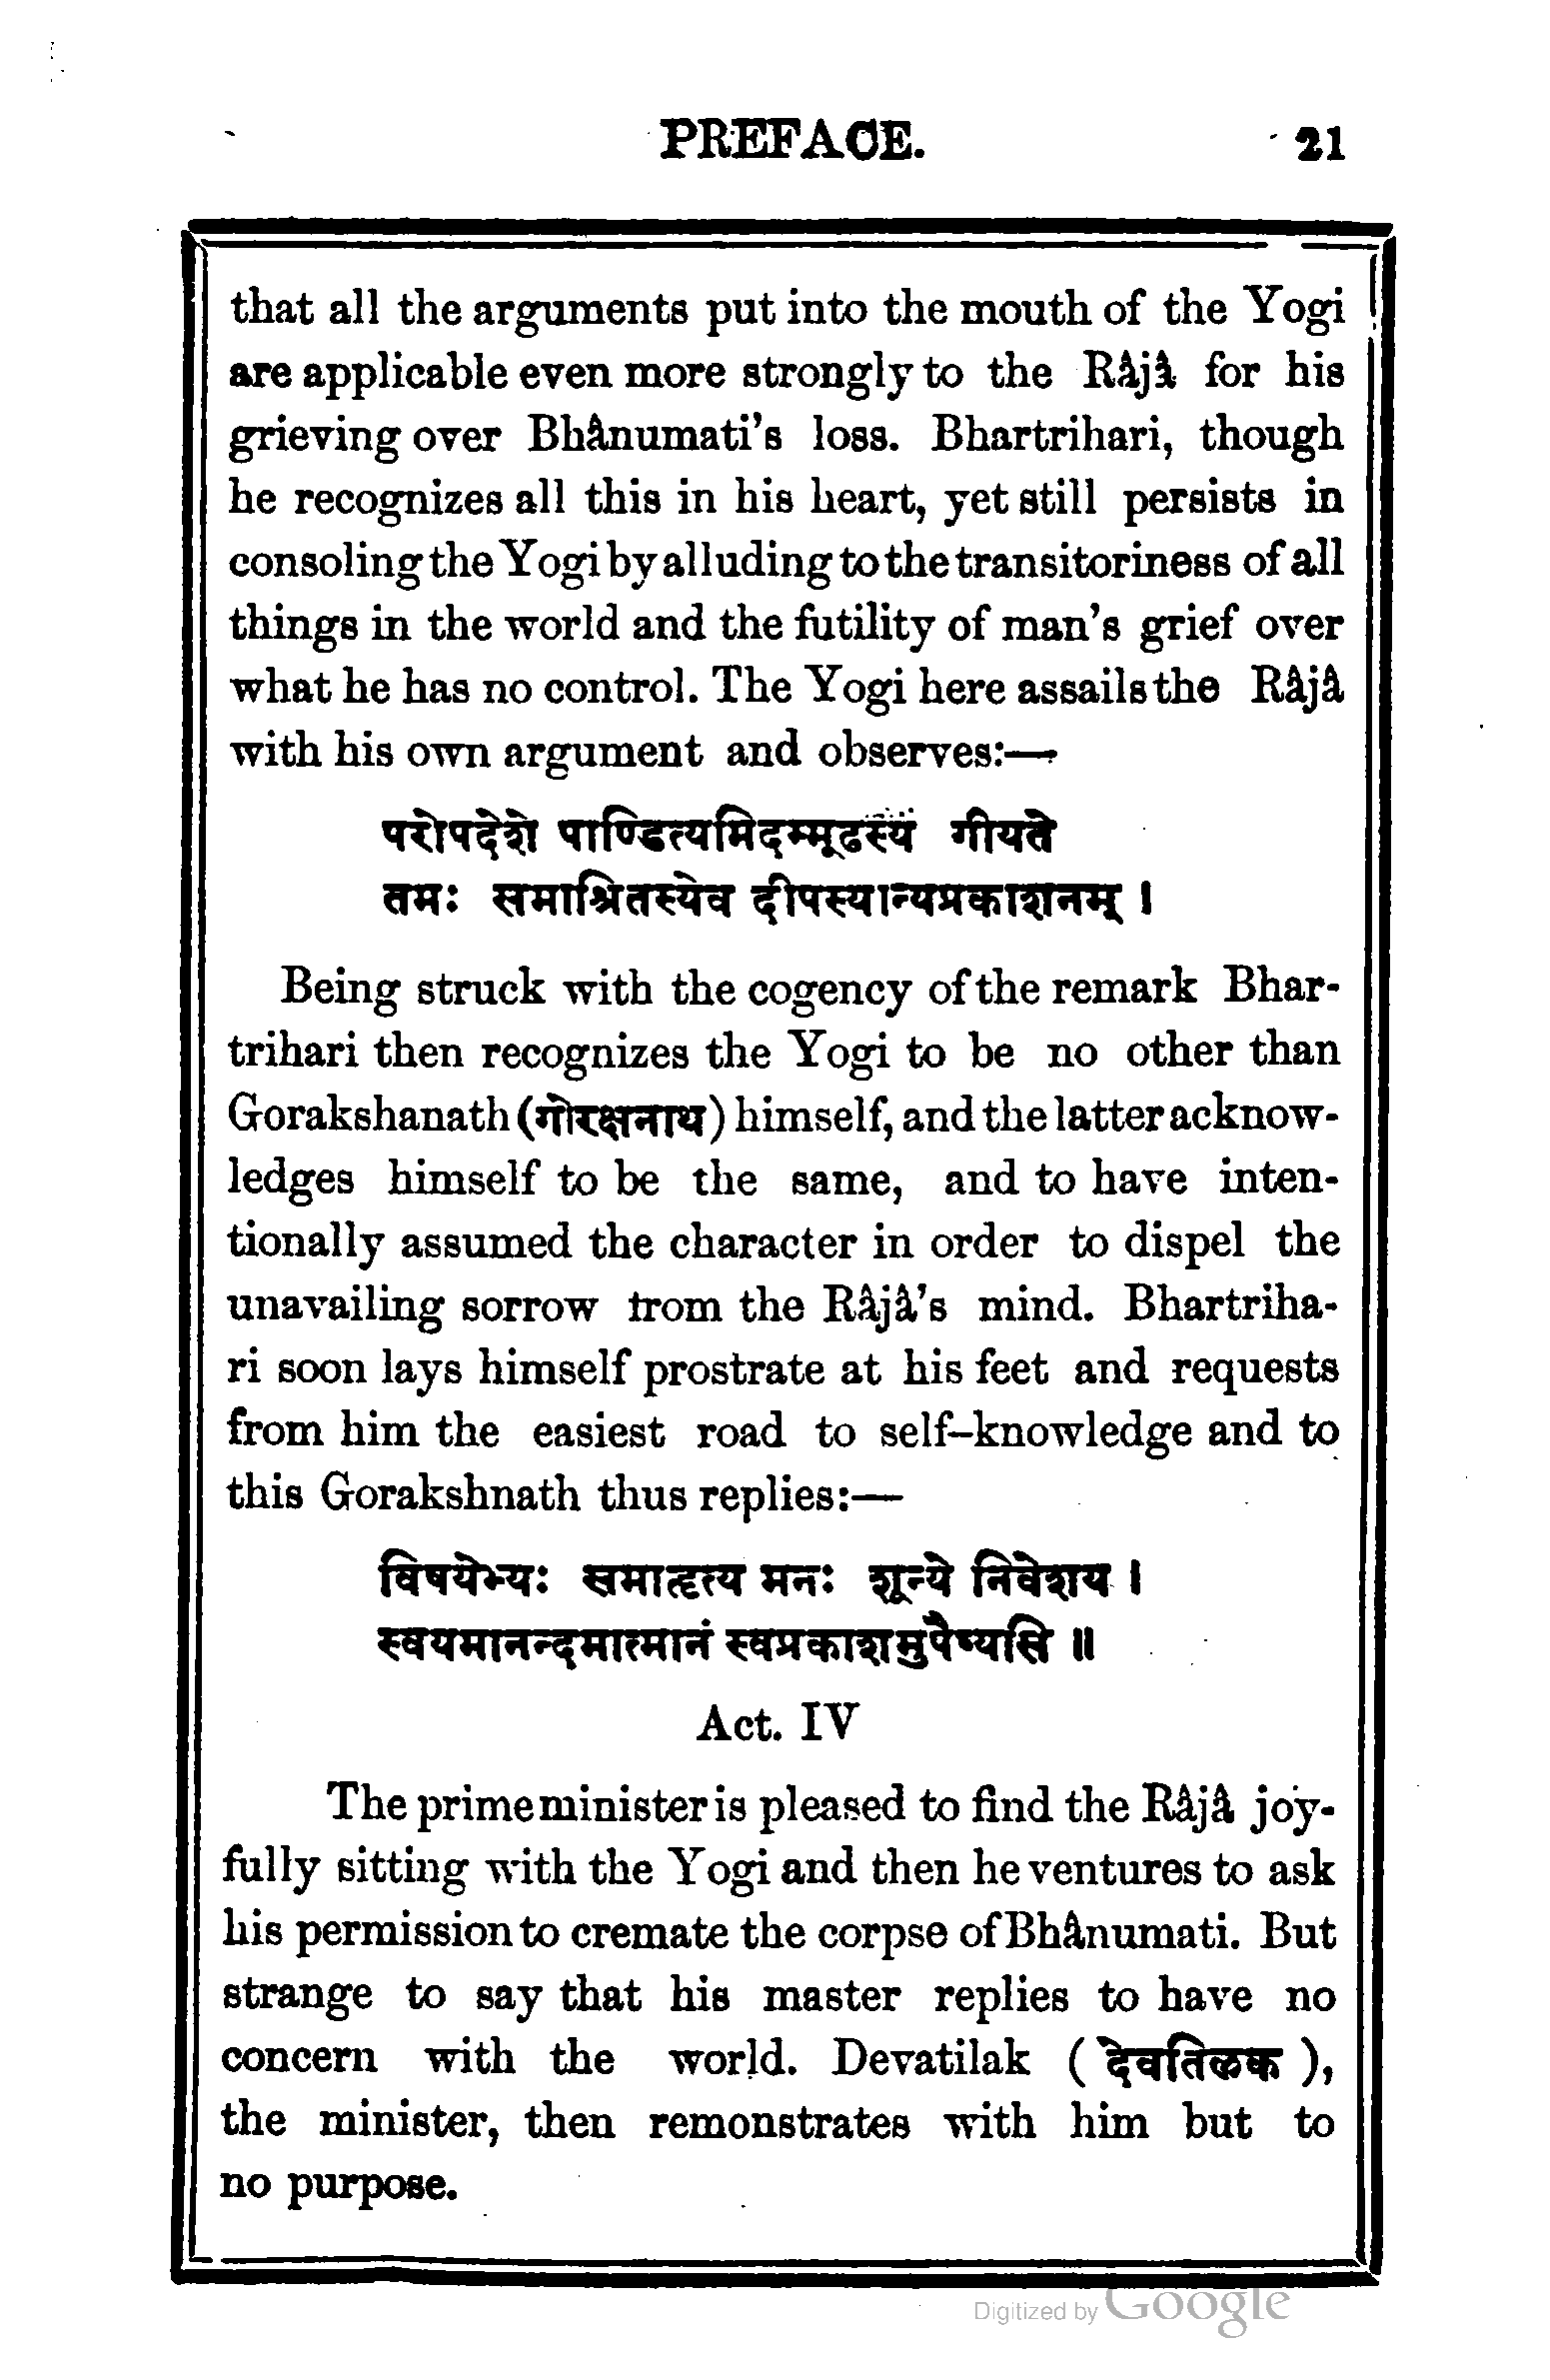 PREFACE. 21
that all the arguments put into the mouth of the Yogi
are applicable even more strongly to the Râjâ for his
grieving over Bhânumati's loss. Bhartrihari, though
he recognizes all this in his heart, yet still persists in
consoling the Yogi by alluding to the transitoriness of all
things in the world and the futility of man's grief over
what he has no control. The Yogi here assails the Râjâ
with his own argument and observes:—
परोपदेशे पाण्डित्यमिदम्मूढस्य गीयते
तमः समाश्रितस्येव दीपस्यान्यप्रकाशनम् ।
Being struck with the cogency of the remark Bhar-
trihari then recognizes the Yogi to be no other than
Gorakshanath (गोरक्षनाथ) himself, and the latter acknow-
ledges himself to be the same, and to have inten-
tionally assumed the character in order to dispel the
unavailing sorrow from the Râjâ's mind. Bhartriha-
ri soon lays himself prostrate at his feet and requests
from him the easiest road to self-knowledge and to
this Gorakshnath thus replies:—
विषयेभ्यः समाहृत्य मनः शून्ये निवेशय ।
स्वयमानन्दमात्मानं स्वप्रकाशमुपैष्यसि ॥
Act. IV
The prime minister is pleased to find the Râjâ joy-
fully sitting with the Yogi and then he ventures to ask
his permission to cremate the corpse of Bhânumati. But
strange to say that his master replies to have no
concern with the world. Devatilak ( देवतिळक ),
the minister, then remonstrates with him but to
no purpose.
Digitized by Google